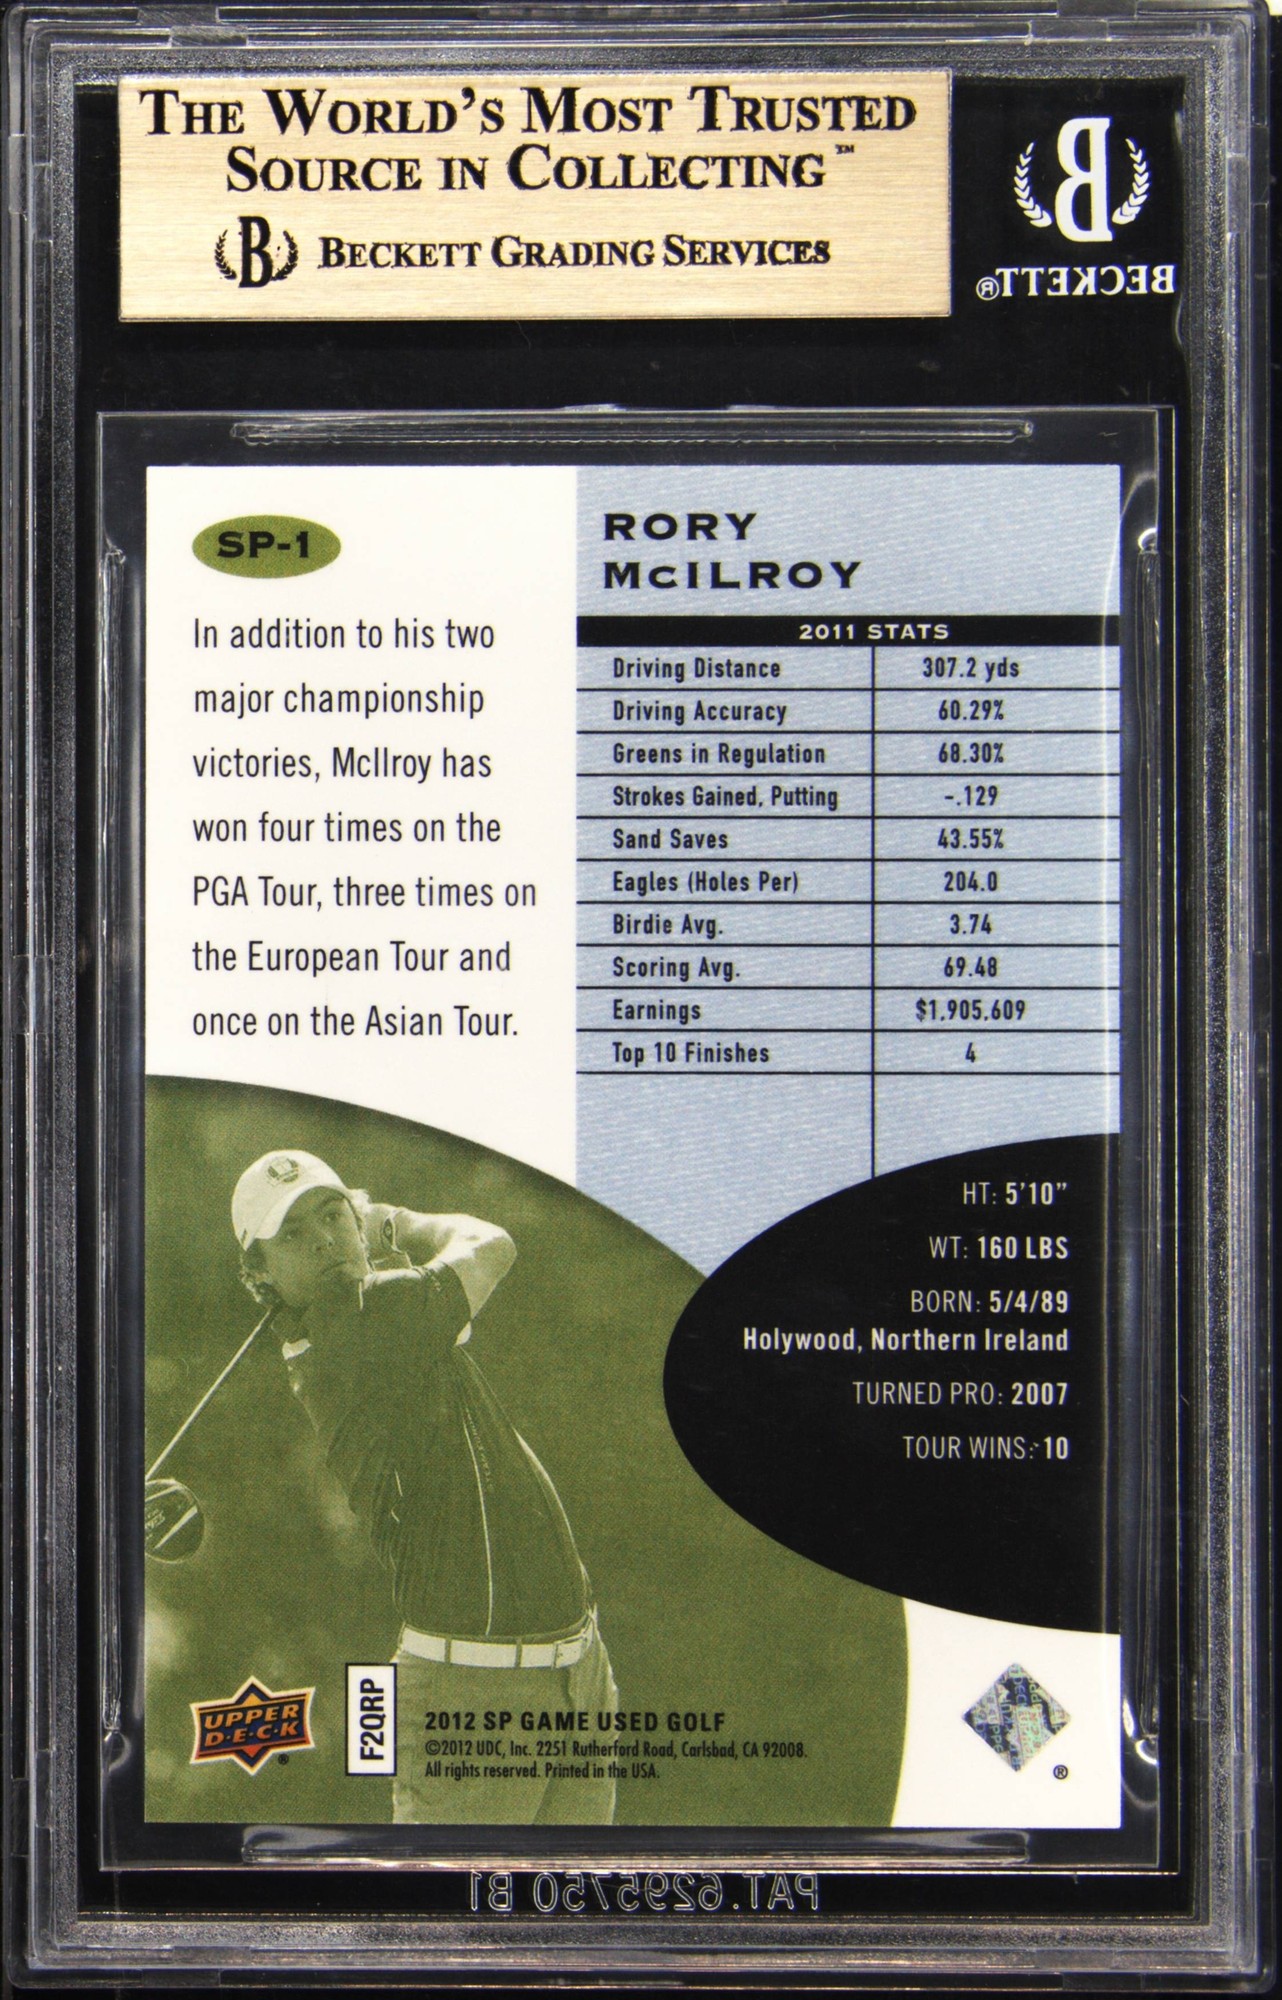 THE WORLD'S MOST TRUSTED
SOURCE IN COLLECTING™
B BECKETT GRADING SERVICES
B
BECKETT®
SP-1
In addition to his two
major championship
victories, McIlroy has
won four times on the
PGA Tour, three times on
the European Tour and
once on the Asian Tour.
RORY
McILROY
2011 STATS
Driving Distance 307.2 yds
Driving Accuracy 60.29%
Greens in Regulation 68.30%
Strokes Gained, Putting -.129
Sand Saves 43.55%
Eagles (Holes Per) 204.0
Birdie Avg. 3.74
Scoring Avg. 69.48
Earnings $1,905,609
Top 10 Finishes 4
HT: 5'10"
WT: 160 LBS
BORN: 5/4/89
Holywood, Northern Ireland
TURNED PRO: 2007
TOUR WINS: 10
UPPER
D·E·C·K
®
F2QRP
2012 SP GAME USED GOLF
©2012 UDC, Inc. 2251 Rutherford Road, Carlsbad, CA 92008.
All rights reserved. Printed in the USA.
®
PAT.6295750 B1